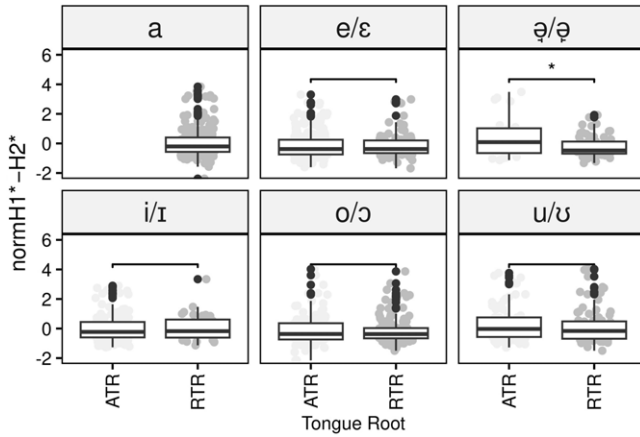 a
e/ɛ
ə̘/ə̙
6
4
2
0
-2
*
i/ɪ
o/ɔ
u/ʊ
6
4
2
0
-2
normH1*−H2*
ATR
RTR
ATR
RTR
ATR
RTR
Tongue Root